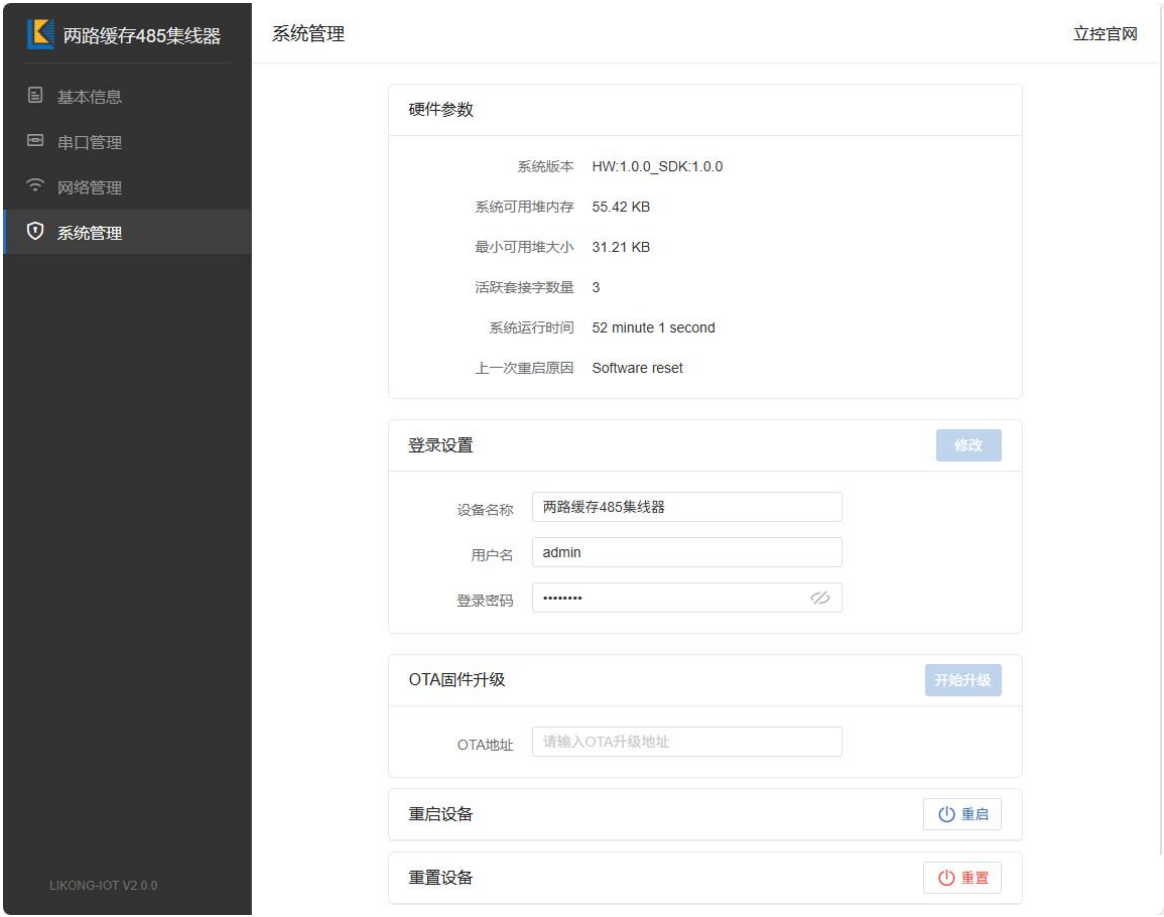 两路缓存485集线器
系统管理
立控官网
基本信息
串口管理
网络管理
系统管理
硬件参数
系统版本 HW:1.0.0_SDK:1.0.0
系统可用堆内存 55.42 KB
最小可用堆大小 31.21 KB
活跃套接字数量 3
系统运行时间 52 minute 1 second
上一次重启原因 Software reset
登录设置 修改
设备名称 两路缓存485集线器
用户名 admin
登录密码 ••••••••
OTA固件升级 开始升级
OTA地址 请输入OTA升级地址
重启设备 重启
重置设备 重置
LIKONG-IOT V2.0.0